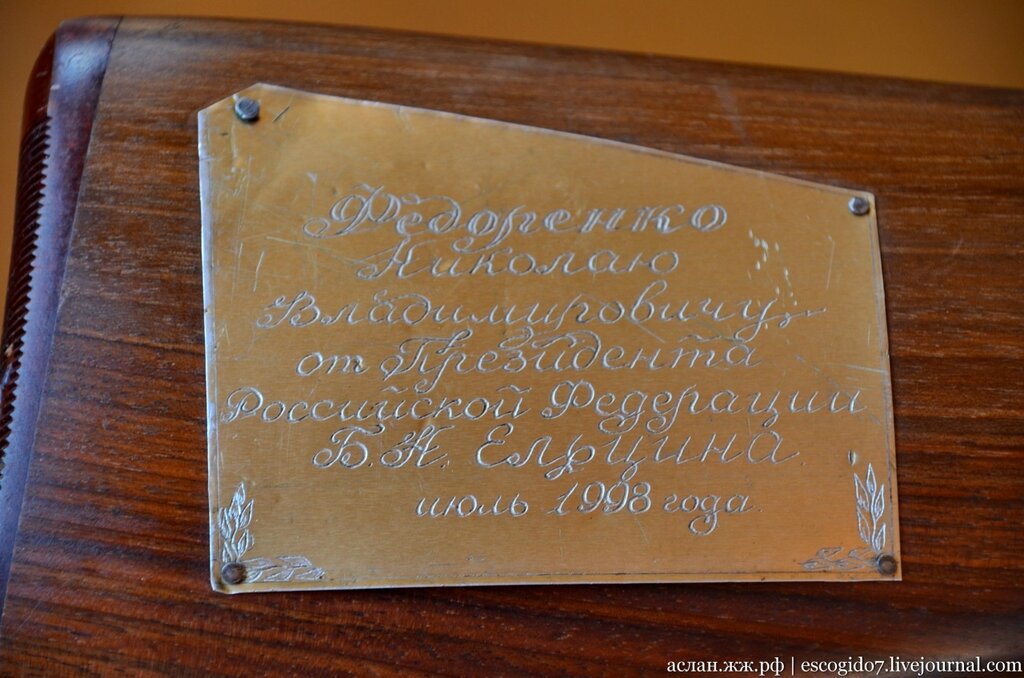 Федоренко
Николаю
Владимировичу
от Президента
Российской Федерации
Б.Н. Ельцина
июль 1998 года.
аслан.жж.рф | escogido7.livejournal.com